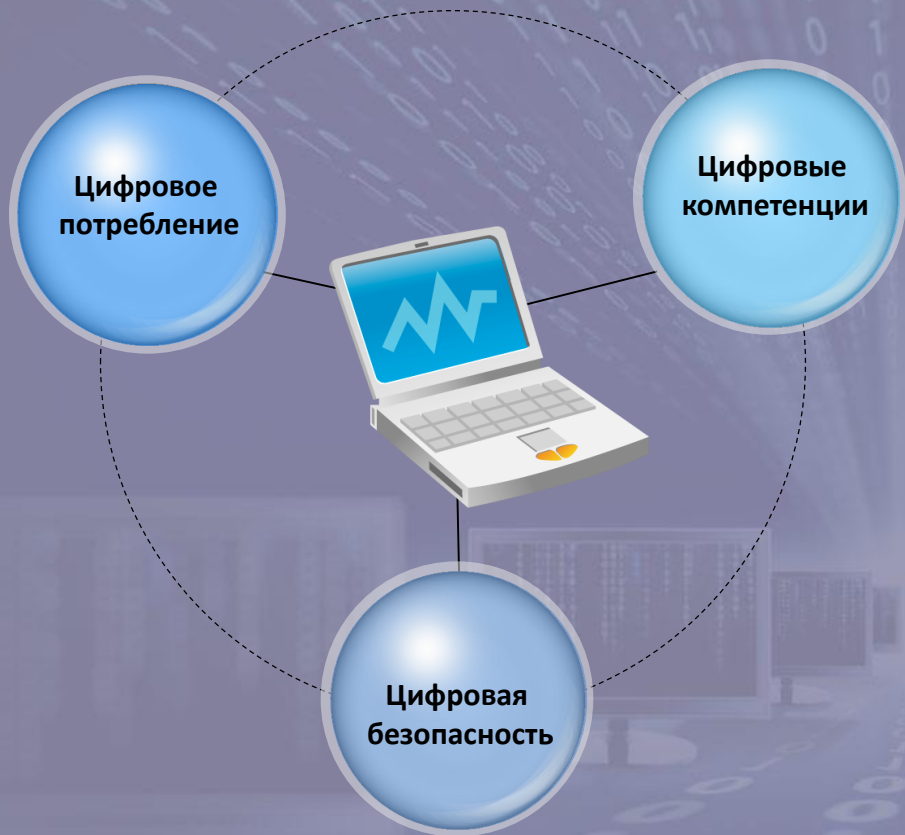 Цифровое
потребление
Цифровые
компетенции
Цифровая
безопасность